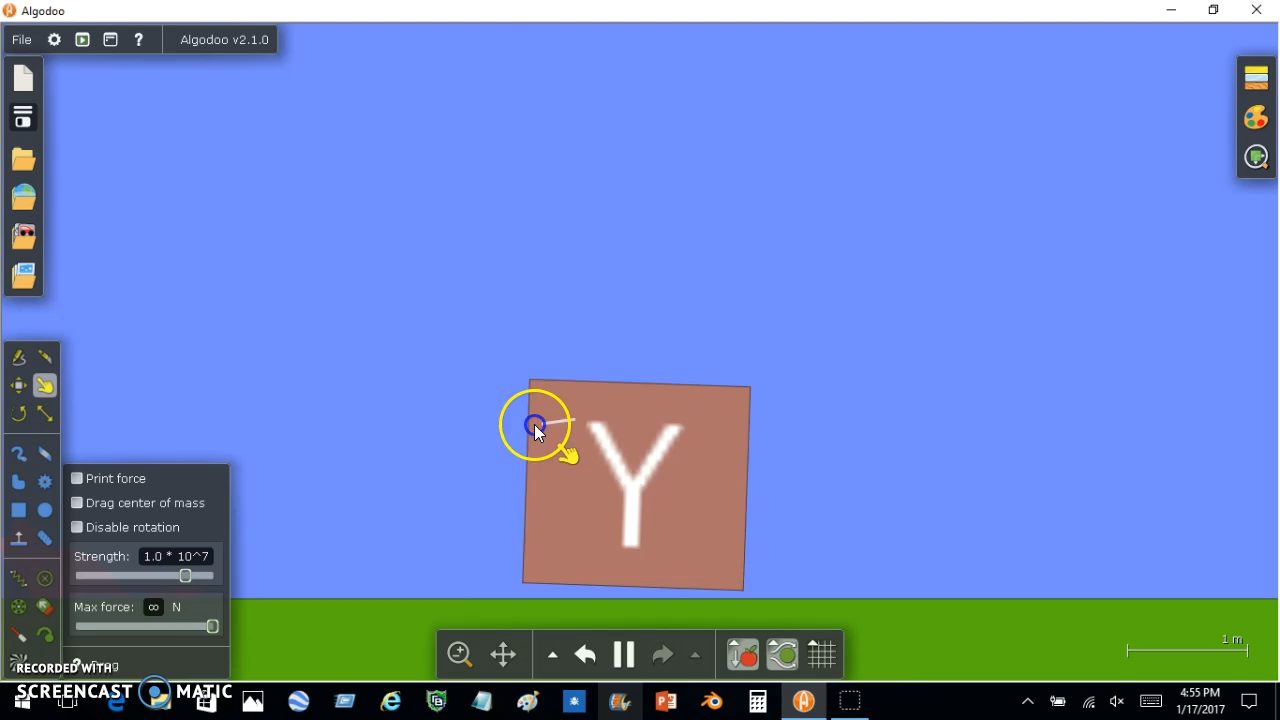 Algodoo
File ? Algodoo v2.1.0
Y
Print force
Drag center of mass
Disable rotation
Strength: 1.0 * 10^7
Max force: ∞ N
1 m
RECORDED WITH
SCREENCAST MATIC
4:55 PM
1/17/2017